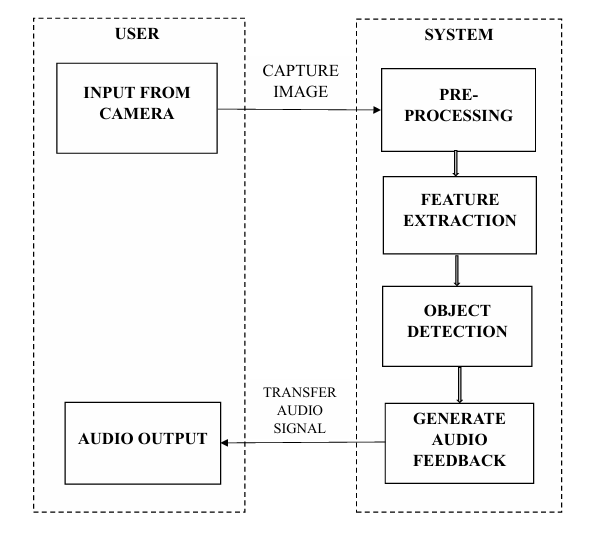 USER
SYSTEM
INPUT FROM
CAMERA
CAPTURE
IMAGE
PRE-
PROCESSING
FEATURE
EXTRACTION
OBJECT
DETECTION
TRANSFER
AUDIO
SIGNAL
GENERATE
AUDIO
FEEDBACK
AUDIO OUTPUT